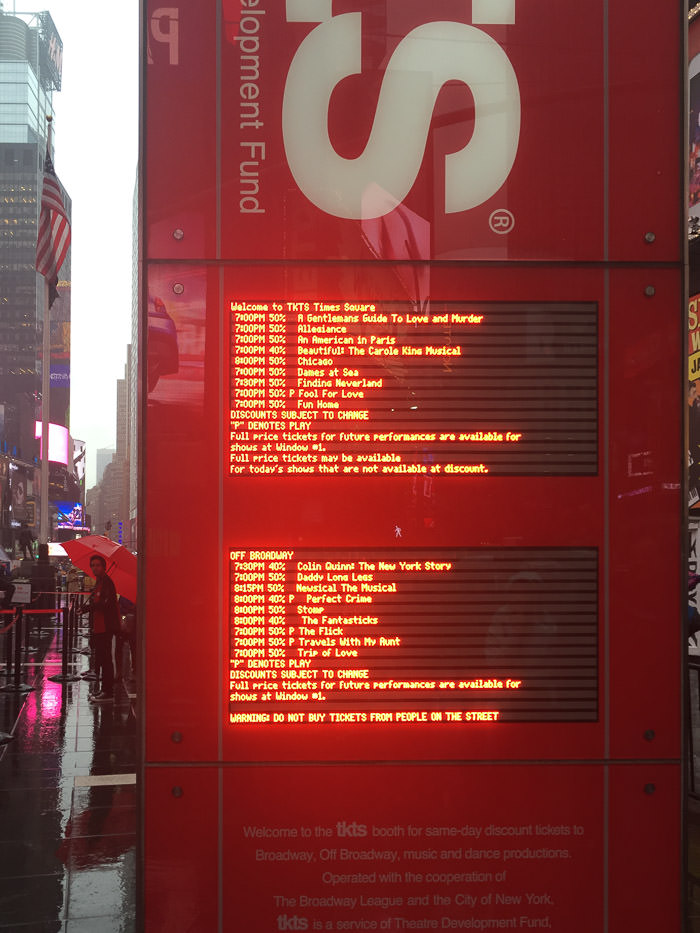 elopment Fund
S®
Welcome to TKTS Times Square
7:00PM 50% A Gentlemans Guide To Love and Murder
7:00PM 50% Allegiance
7:00PM 50% An American in Paris
7:00PM 40% Beautiful: The Carole King Musical
8:00PM 50% Chicago
7:00PM 50% Dames at Sea
7:30PM 50% Finding Neverland
7:00PM 50% P Fool For Love
7:00PM 50% Fun Home
DISCOUNTS SUBJECT TO CHANGE
"P" DENOTES PLAY
Full price tickets for future performances are available for
shows at Window #1.
Full price tickets may be available
for today's shows that are not available at discount.
OFF BROADWAY
7:30PM 40% Colin Quinn: The New York Story
7:00PM 50% Daddy Long Legs
8:15PM 50% Newsical The Musical
8:00PM 40% P Perfect Crime
8:00PM 50% Stomp
8:00PM 40% The Fantasticks
7:00PM 50% P The Flick
7:00PM 50% P Travels With My Aunt
7:00PM 50% Trip of Love
"P" DENOTES PLAY
DISCOUNTS SUBJECT TO CHANGE
Full price tickets for future performances are available for
shows at Window #1.
WARNING: DO NOT BUY TICKETS FROM PEOPLE ON THE STREET
Welcome to the tkts booth for same-day discount tickets to
Broadway, Off Broadway, music and dance productions.
Operated with the cooperation of
The Broadway League and the City of New York,
tkts is a service of Theatre Development Fund,